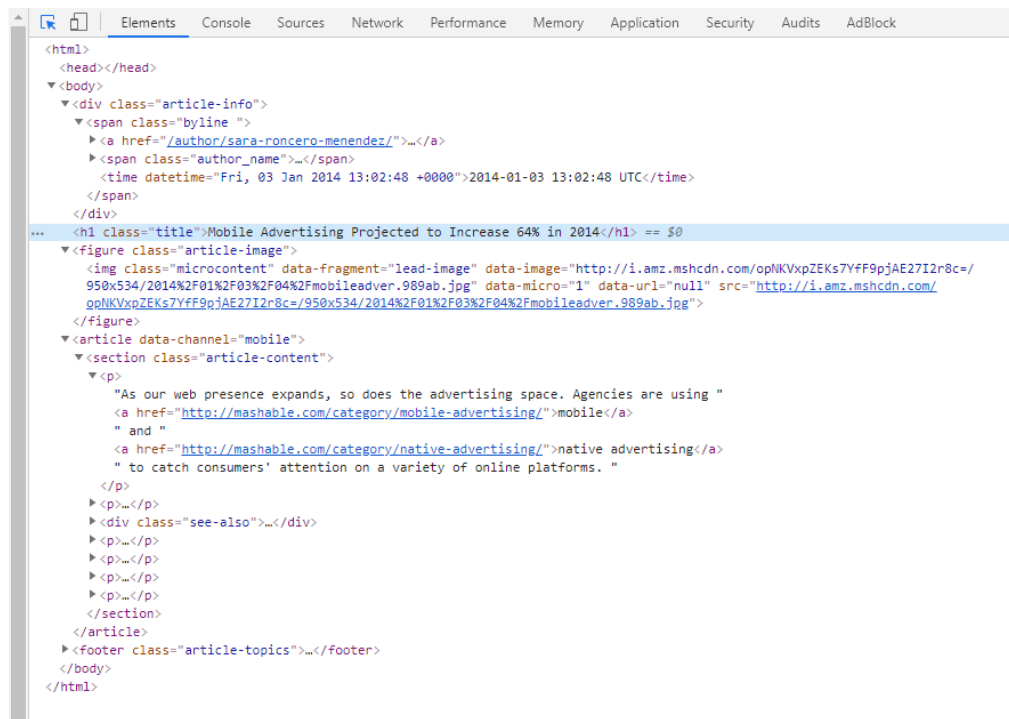 Elements Console Sources Network Performance Memory Application Security Audits AdBlock
<html>
<head></head>
▼<body>
▼<div class="article-info">
▼<span class="byline ">
▶<a href="/author/sara-roncero-menendez/">…</a>
▶<span class="author_name">…</span>
<time datetime="Fri, 03 Jan 2014 13:02:48 +0000">2014-01-03 13:02:48 UTC</time>
</span>
</div>
… <h1 class="title">Mobile Advertising Projected to Increase 64% in 2014</h1> == $0
▼<figure class="article-image">
<img class="microcontent" data-fragment="lead-image" data-image="http://i.amz.mshcdn.com/opNKVxpZEKs7YfF9pjAE27I2r8c=/
950x534/2014%2F01%2F03%2F04%2Fmobileadver.989ab.jpg" data-micro="1" data-url="null" src="http://i.amz.mshcdn.com/
opNKVxpZEKs7YfF9pjAE27I2r8c=/950x534/2014%2F01%2F03%2F04%2Fmobileadver.989ab.jpg">
</figure>
▼<article data-channel="mobile">
▼<section class="article-content">
▼<p>
"As our web presence expands, so does the advertising space. Agencies are using "
<a href="http://mashable.com/category/mobile-advertising/">mobile</a>
" and "
<a href="http://mashable.com/category/native-advertising/">native advertising</a>
" to catch consumers' attention on a variety of online platforms. "
</p>
▶<p>…</p>
▶<div class="see-also">…</div>
▶<p>…</p>
▶<p>…</p>
▶<p>…</p>
▶<p>…</p>
</section>
</article>
▶<footer class="article-topics">…</footer>
</body>
</html>